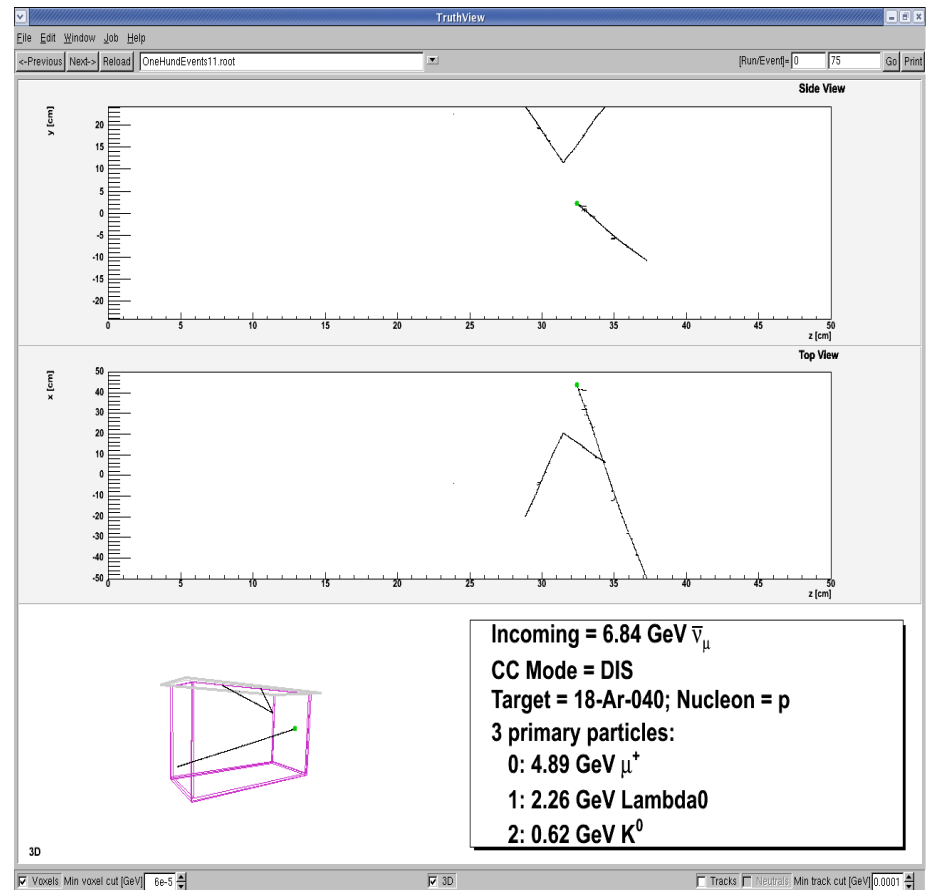 TruthView
File Edit Window Job Help
<-Previous Next-> Reload OneHundEvents11.root [Run/Event]= 0 75 Go Print
Side View
y [cm]
20
15
10
5
0
-5
-10
-15
-20
0 5 10 15 20 25 30 35 40 45 50
z [cm]
Top View
x [cm]
50
40
30
20
10
0
-10
-20
-30
-40
-50
0 5 10 15 20 25 30 35 40 45 50
z [cm]
Incoming = 6.84 GeV ν̅μ
CC Mode = DIS
Target = 18-Ar-040; Nucleon = p
3 primary particles:
0: 4.89 GeV μ⁺
1: 2.26 GeV Lambda0
2: 0.62 GeV K⁰
3D
Voxels Min voxel cut [GeV] 6e-5 3D Tracks Neutrals Min track cut [GeV] 0.0001